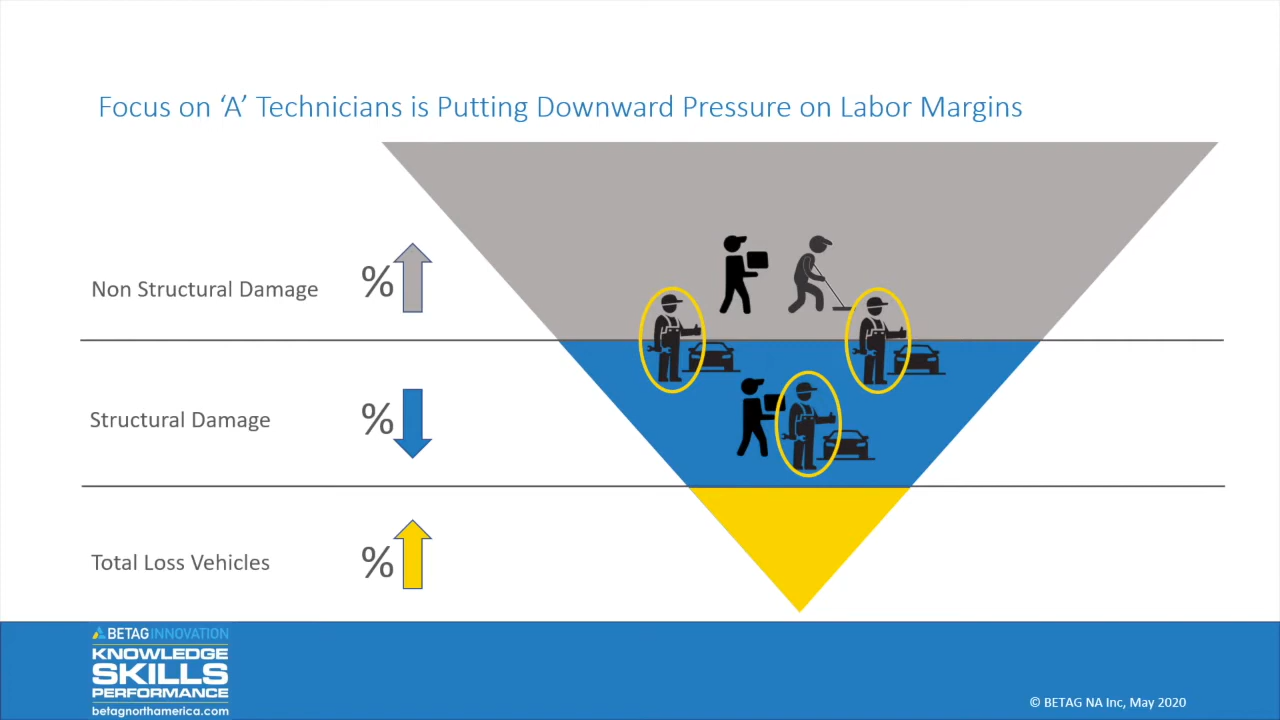 Focus on ‘A’ Technicians is Putting Downward Pressure on Labor Margins
Non Structural Damage %
Structural Damage %
Total Loss Vehicles %
BETAG INNOVATION
KNOWLEDGE
SKILLS
PERFORMANCE
betagnorthamerica.com
© BETAG NA Inc, May 2020